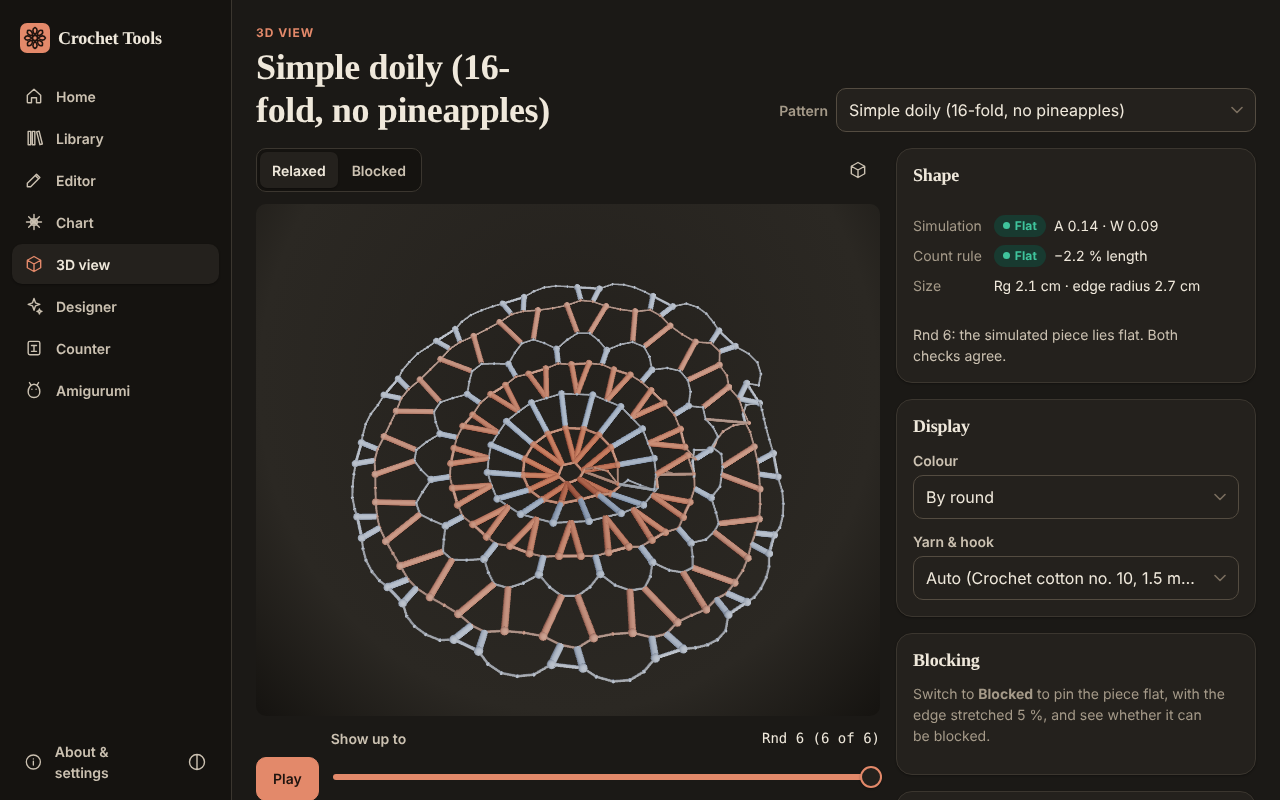 Crochet Tools
Home
Library
Editor
Chart
3D view
Designer
Counter
Amigurumi
About &
settings
3D VIEW
Simple doily (16-
fold, no pineapples)
Pattern
Simple doily (16-fold, no pineapples)
Relaxed
Blocked
Show up to
Rnd 6 (6 of 6)
Play
Shape
Simulation
Flat
A 0.14 · W 0.09
Count rule
Flat
−2.2 % length
Size
Rg 2.1 cm · edge radius 2.7 cm
Rnd 6: the simulated piece lies flat. Both
checks agree.
Display
Colour
By round
Yarn & hook
Auto (Crochet cotton no. 10, 1.5 m...
Blocking
Switch to Blocked to pin the piece flat, with the
edge stretched 5 %, and see whether it can
be blocked.